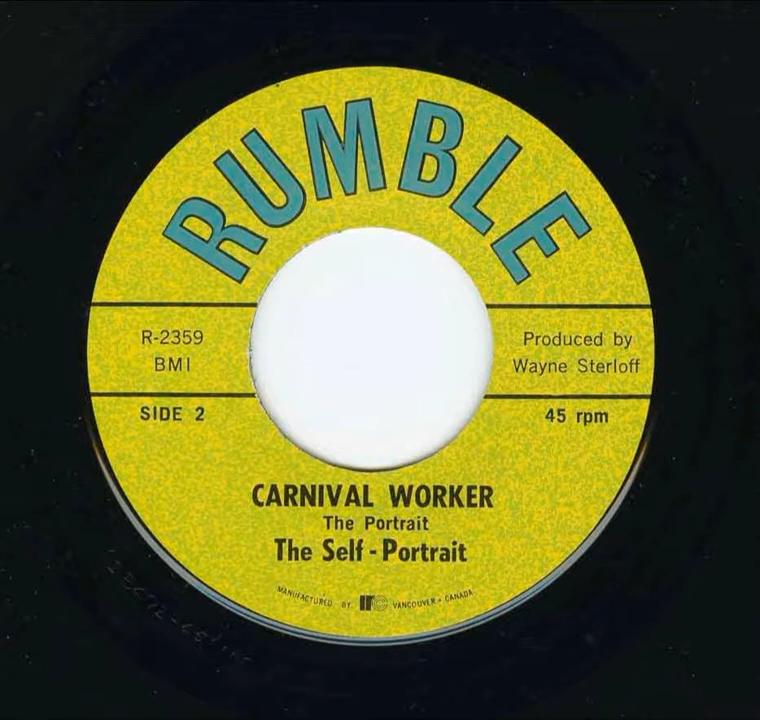 RUMBLE
R-2359
BMI
Produced by
Wayne Sterloff
SIDE 2
45 rpm
CARNIVAL WORKER
The Portrait
The Self-Portrait
MANUFACTURED BY VANCOUVER - CANADA